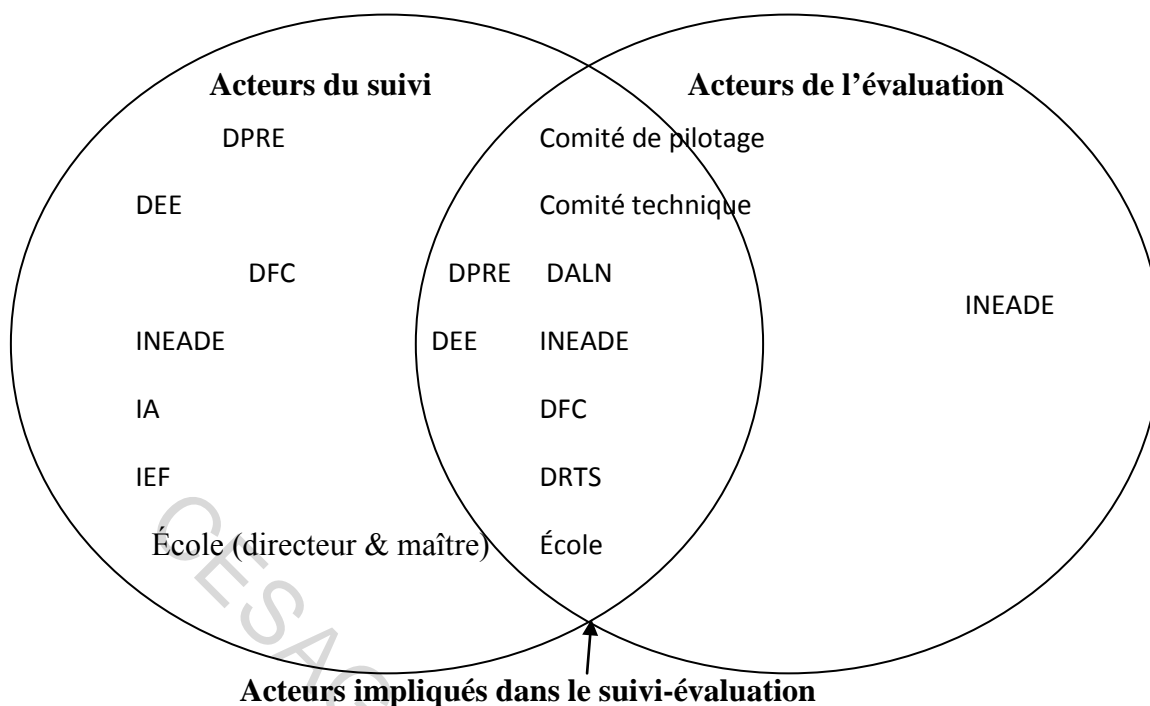 Acteurs du suivi Acteurs de l’évaluation
DPRE Comité de pilotage
DEE Comité technique
DFC DPRE DALN
INEADE
INEADE DEE INEADE
IA DFC
IEF DRTS
École (directeur & maître) École
CESAG
Acteurs impliqués dans le suivi-évaluation